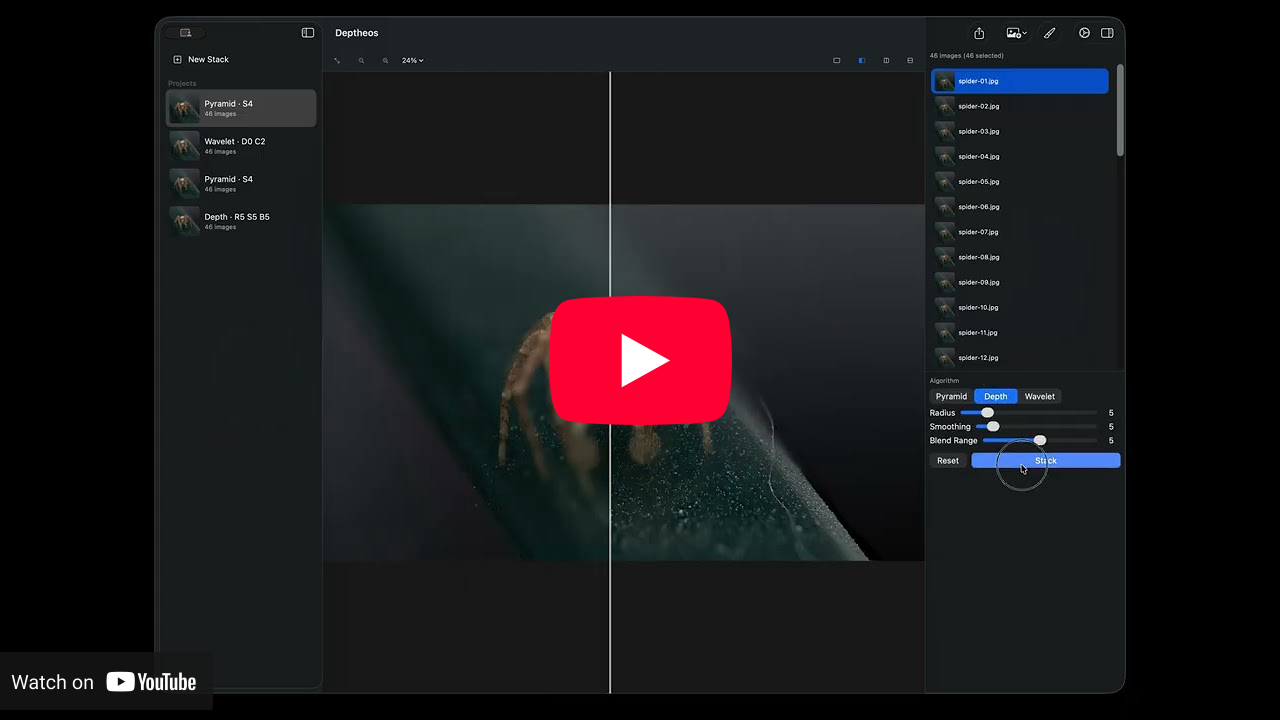 Deptheos
New Stack
Projects
Pyramid · S4
46 images
Wavelet · D0 C2
46 images
Pyramid · S4
46 images
Depth · R5 S5 B5
46 images
24%
46 images (46 selected)
spider-01.jpg
spider-02.jpg
spider-03.jpg
spider-04.jpg
spider-05.jpg
spider-06.jpg
spider-07.jpg
spider-08.jpg
spider-09.jpg
spider-10.jpg
spider-11.jpg
spider-12.jpg
Algorithm
Pyramid Depth Wavelet
Radius 5
Smoothing 5
Blend Range 5
Reset Stack
Watch on YouTube